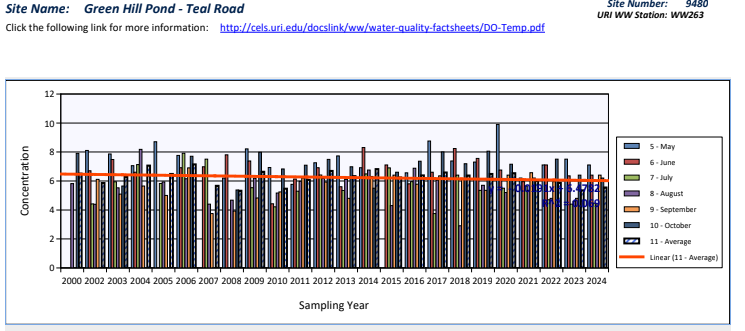 Site Name: Green Hill Pond - Teal Road
Site Number: 9480
URI WW Station: WW263
Click the following link for more information: http://cels.uri.edu/docslink/ww/water-quality-factsheets/DO-Temp.pdf
Concentration
12
10
8
6
4
2
0
5 - May
6 - June
7 - July
8 - August
9 - September
10 - October
11 - Average
Linear (11 - Average)
2000 2002 2003 2004 2005 2006 2007 2008 2009 2010 2011 2012 2013 2014 2015 2016 2017 2018 2019 2020 2021 2022 2023 2024
Sampling Year